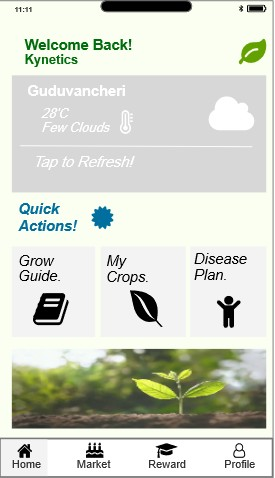 11:11
Welcome Back!
Kynetics
Guduvancheri
28'C
Few Clouds
Tap to Refresh!
Quick
Actions!
Grow
Guide.
My
Crops.
Disease
Plan.
Home Market Reward Profile